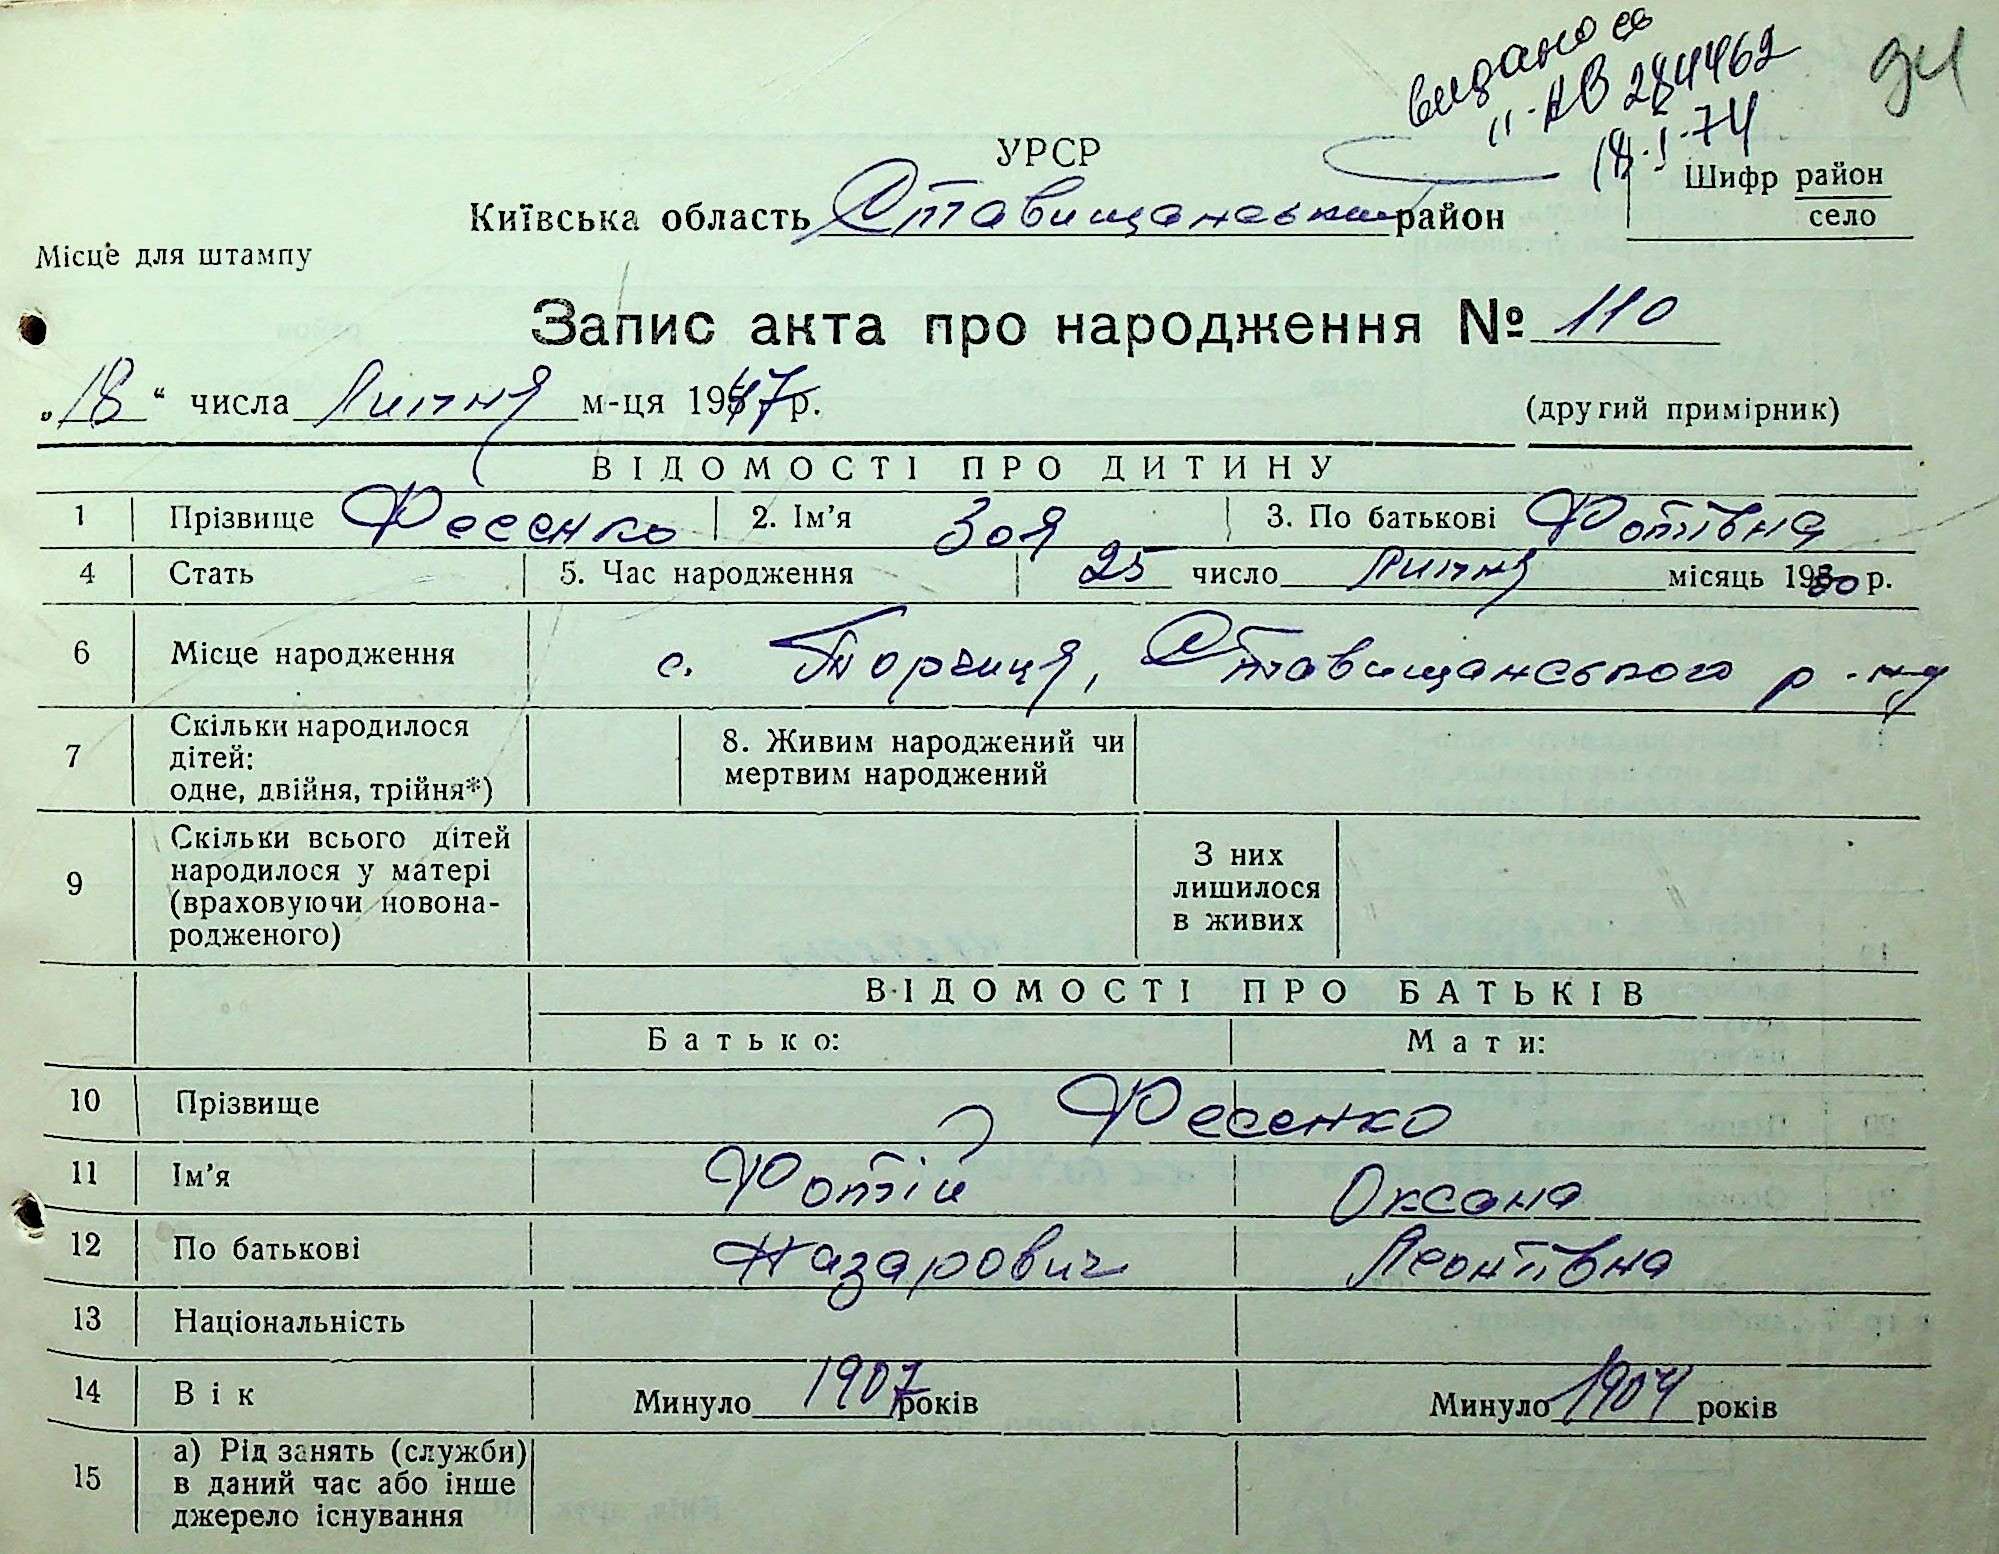 видано св
ІІ-АВ 284462
18.I.74
94
УРСР
Київська область Ставищанський район
Шифр район
село
Місце для штампу
Запис акта про народження № 110
„18“ числа Липня м-ця 1947 р.
(другий примірник)
ВІДОМОСТІ ПРО ДИТИНУ
1 Прізвище Фесенко 2. Ім’я Зоя 3. По батькові Фотіївна
4 Стать 5. Час народження 25 число Липня місяць 1930 р.
6 Місце народження с. Торчиця, Ставищанського р-ну
7 Скільки народилося дітей: одне, двійня, трійня*) 8. Живим народжений чи мертвим народжений
9 Скільки всього дітей народилося у матері (враховуючи новонародженого) З них лишилося в живих
ВІДОМОСТІ ПРО БАТЬКІВ
Батько: Мати:
10 Прізвище Фесенко
11 Ім’я Фотій Оксана
12 По батькові Назарович Леонтіївна
13 Національність
14 Вік Минуло 1907 років Минуло 1904 років
15 а) Рід занять (служби) в даний час або інше джерело існування